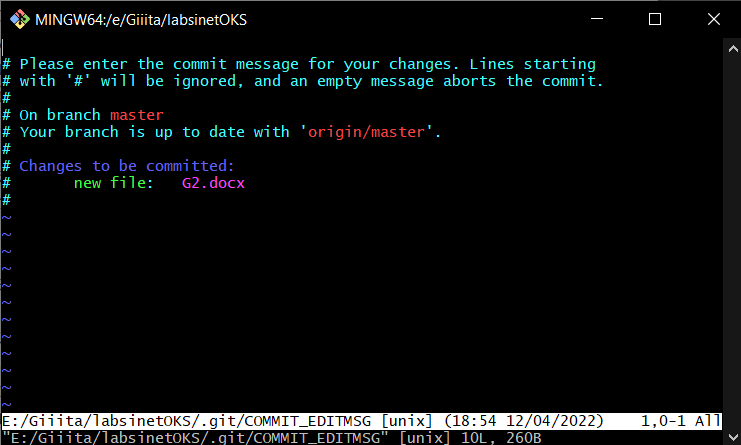 MINGW64:/e/Giiita/labsinetOKS
# Please enter the commit message for your changes. Lines starting
# with '#' will be ignored, and an empty message aborts the commit.
#
# On branch master
# Your branch is up to date with 'origin/master'.
#
# Changes to be committed:
#       new file:   G2.docx
#
~
~
~
~
~
~
~
~
~
~
~
~
E:/Giiita/labsinetOKS/.git/COMMIT_EDITMSG [unix] (18:54 12/04/2022)    1,0-1 All
"E:/Giiita/labsinetOKS/.git/COMMIT_EDITMSG" [unix] 10L, 260B